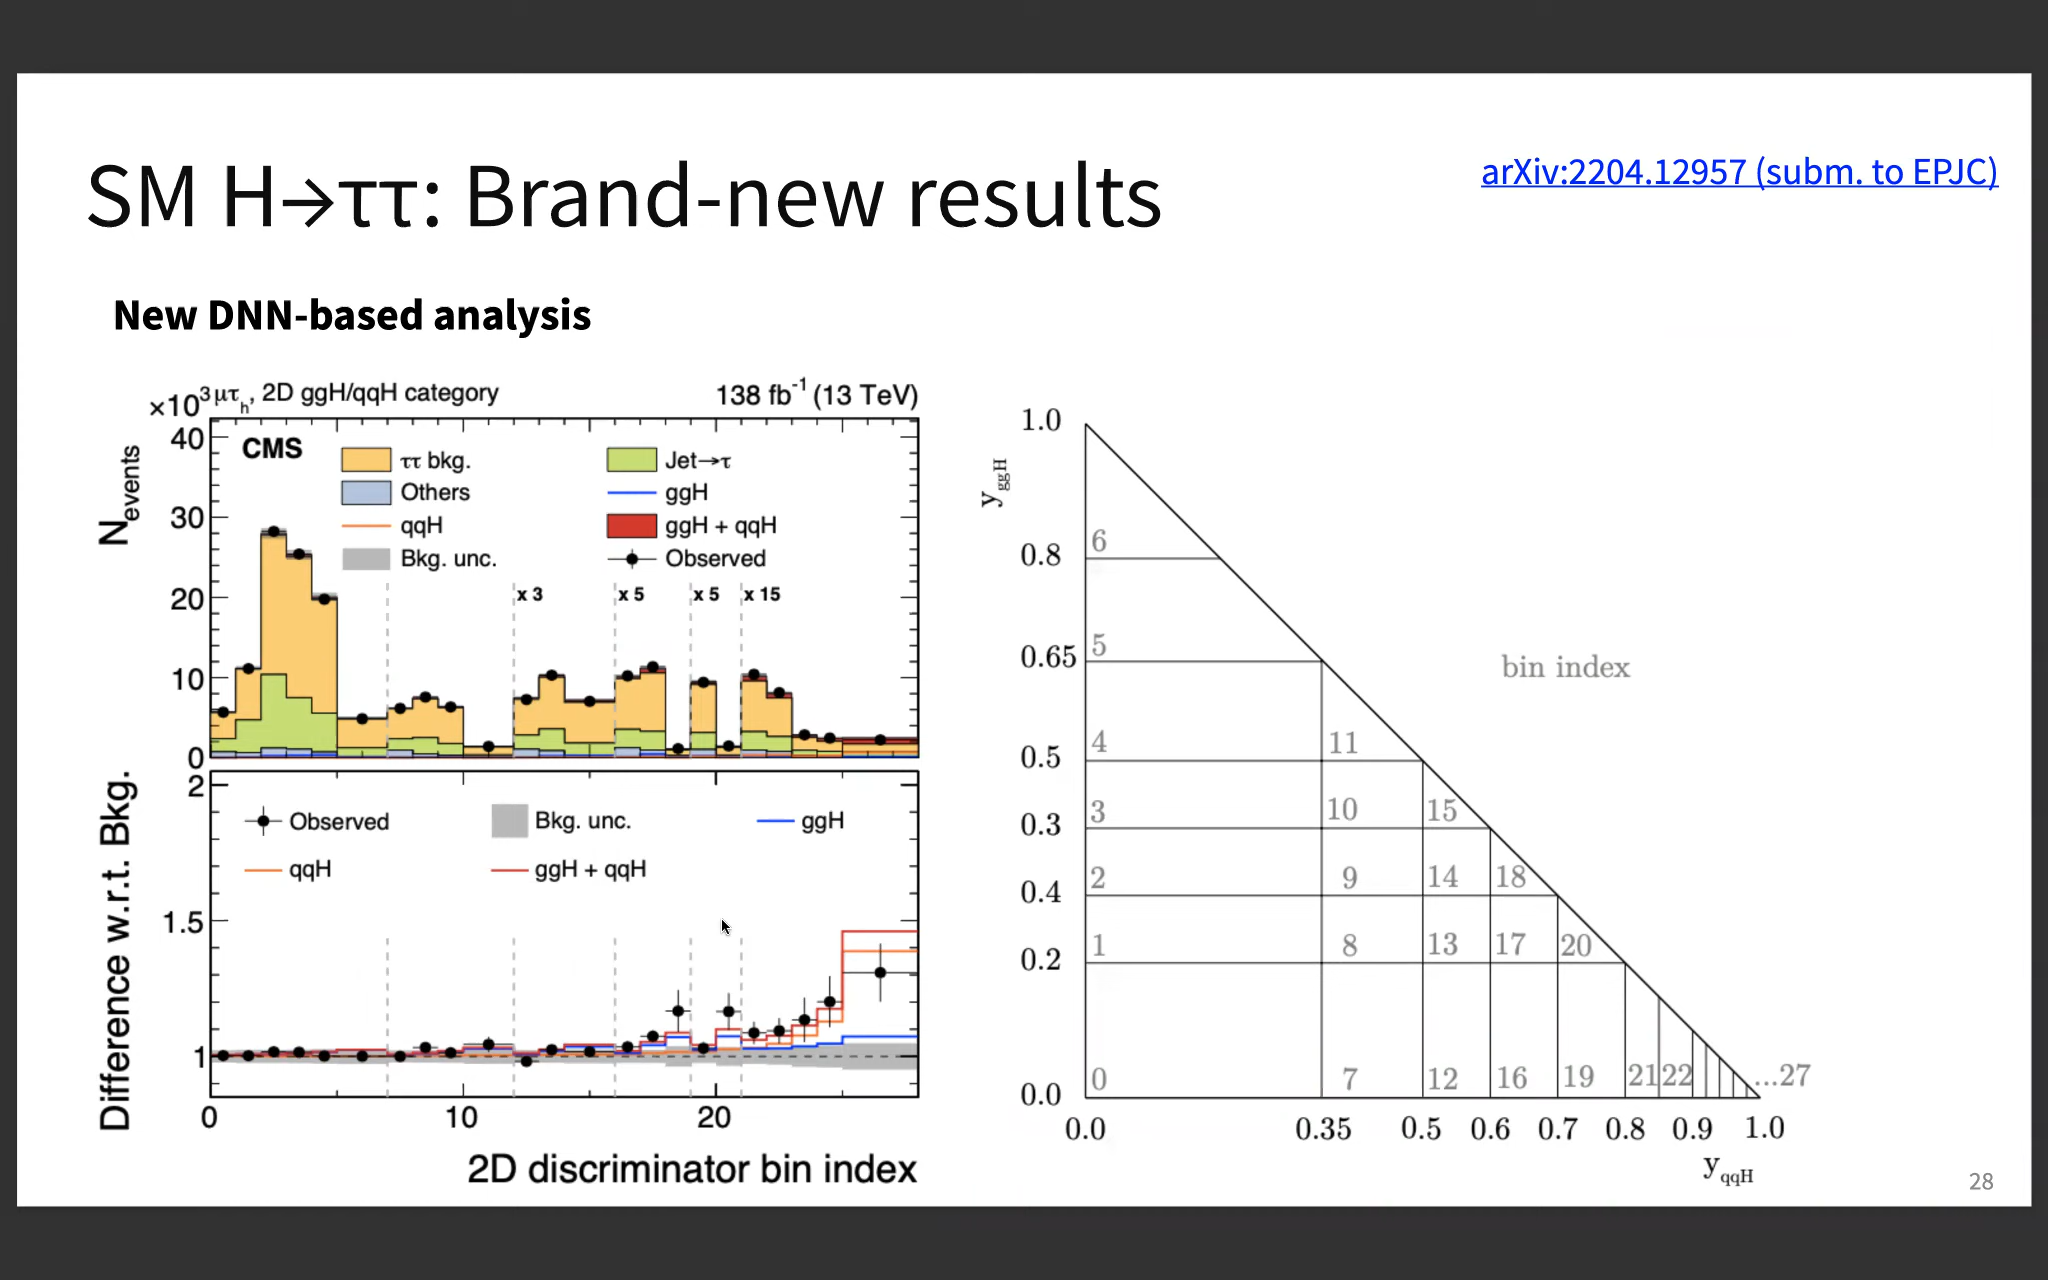 SM H→ττ: Brand-new results
arXiv:2204.12957 (subm. to EPJC)
New DNN-based analysis
×10³ μτh, 2D ggH/qqH category
138 fb⁻¹ (13 TeV)
CMS
ττ bkg.
Jet→τ
Others
ggH
qqH
ggH + qqH
Bkg. unc.
Observed
x 3
x 5
x 5
x 15
Nevents
40
30
20
10
0
Difference w.r.t. Bkg.
2
1.5
1
Observed
Bkg. unc.
ggH
qqH
ggH + qqH
0
10
20
2D discriminator bin index
yggH
1.0
0.8
0.65
0.5
0.3
0.4
0.2
0.0
bin index
6
5
4 11
3 10 15
2 9 14 18
1 8 13 17 20
0 7 12 16 19 21 22 ...27
0.0 0.35 0.5 0.6 0.7 0.8 0.9 1.0
yqqH
28